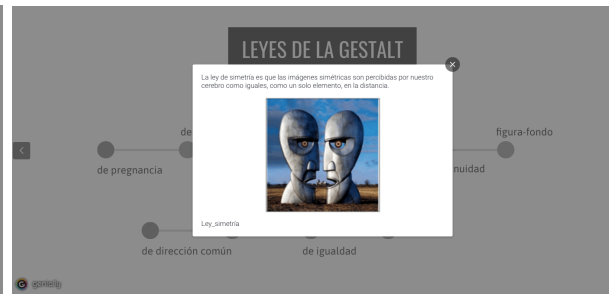 LEYES DE LA GESTALT
La ley de simetría es que las imágenes simétricas son percibidas por nuestro
cerebro como iguales, como un solo elemento, en la distancia.
de
figura-fondo
de pregnancia
nuidad
Ley_simetría
de dirección común
de igualdad
genially